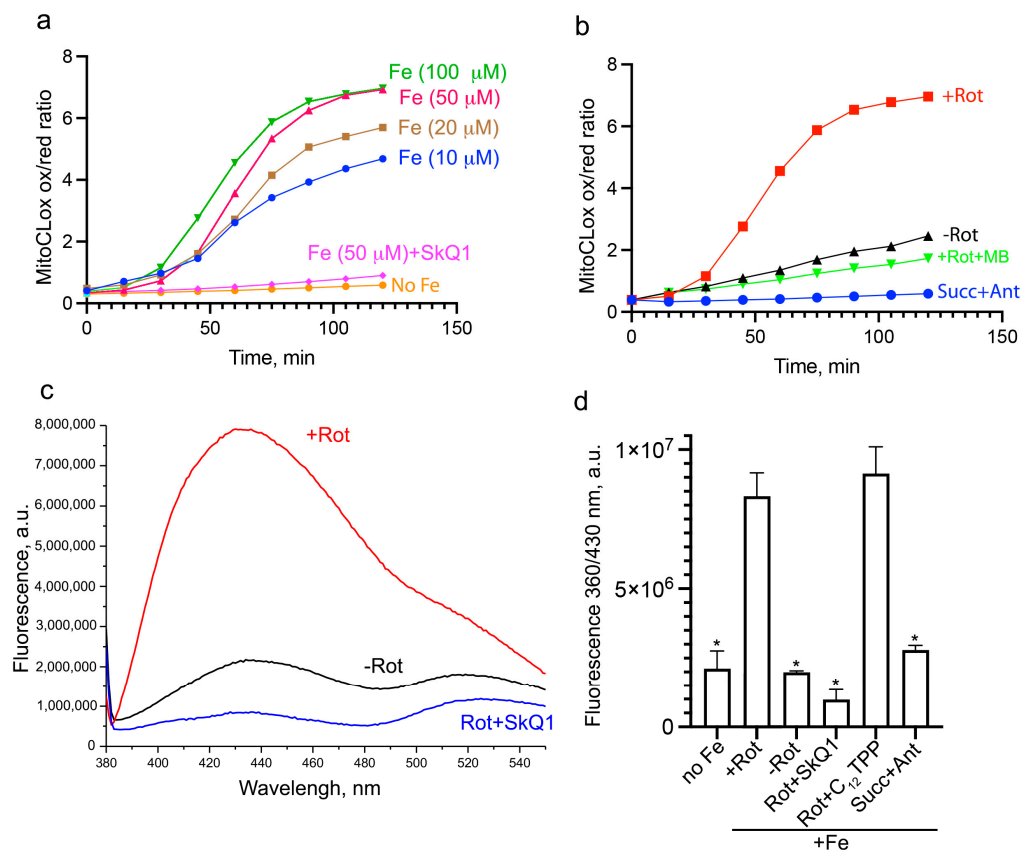 a
MitoCLox ox/red ratio
8
6
4
2
0
0
50
100
150
Time, min
Fe (100 μM)
Fe (50 μM)
Fe (20 μM)
Fe (10 μM)
Fe (50 μM)+SkQ1
No Fe
b
MitoCLox ox/red ratio
8
6
4
2
0
0
50
100
150
Time, min
+Rot
-Rot
+Rot+MB
Succ+Ant
c
Fluorescence, a.u.
8,000,000
7,000,000
6,000,000
5,000,000
4,000,000
3,000,000
2,000,000
1,000,000
0
380
400
420
440
460
480
500
520
540
Wavelengh, nm
+Rot
-Rot
Rot+SkQ1
d
Fluorescence 360/430 nm, a.u.
1×10⁷
5×10⁶
0
*
*
*
*
no Fe
+Rot
-Rot
Rot+SkQ1
Rot+C₁₂ TPP
Succ+Ant
+Fe